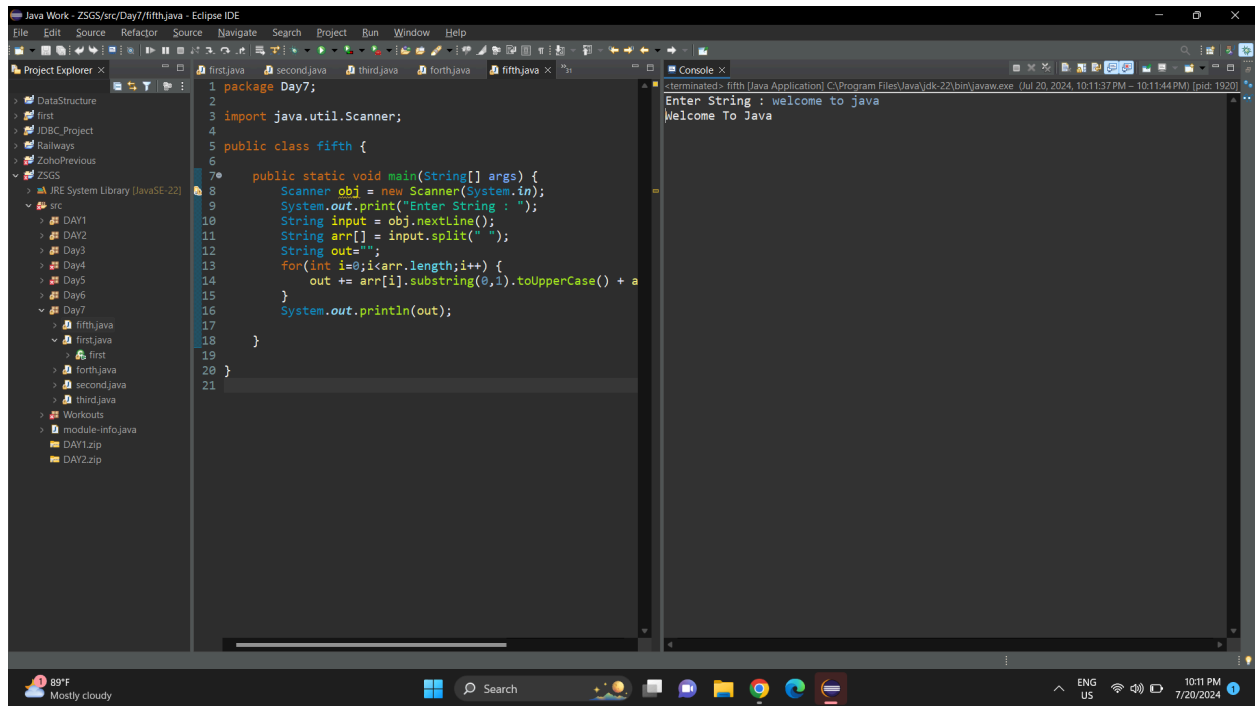 Java Work - ZSGS/src/Day7/fifth.java - Eclipse IDE
File Edit Source Refactor Source Navigate Search Project Run Window Help
Project Explorer
first.java second.java third.java forth.java fifth.java
DataStructure
first
JDBC_Project
Railways
ZohoPrevious
ZSGS
JRE System Library [JavaSE-22]
src
DAY1
DAY2
Day3
Day4
Day5
Day6
Day7
fifth.java
first.java
first
forth.java
second.java
third.java
Workouts
module-info.java
DAY1.zip
DAY2.zip
1 package Day7;
2
3 import java.util.Scanner;
4
5 public class fifth {
6
7 public static void main(String[] args) {
8 Scanner obj = new Scanner(System.in);
9 System.out.print("Enter String : ");
10 String input = obj.nextLine();
11 String arr[] = input.split(" ");
12 String out="";
13 for(int i=0;i<arr.length;i++) {
14 out += arr[i].substring(0,1).toUpperCase() + a
15 }
16 System.out.println(out);
17
18 }
19
20 }
21
Console
<terminated> fifth [Java Application] C:\Program Files\Java\jdk-22\bin\javaw.exe (Jul 20, 2024, 10:11:37 PM – 10:11:44 PM) [pid: 1920]
Enter String : welcome to java
Welcome To Java
1
89°F
Mostly cloudy
Search
ENG
US
10:11 PM
7/20/2024
1